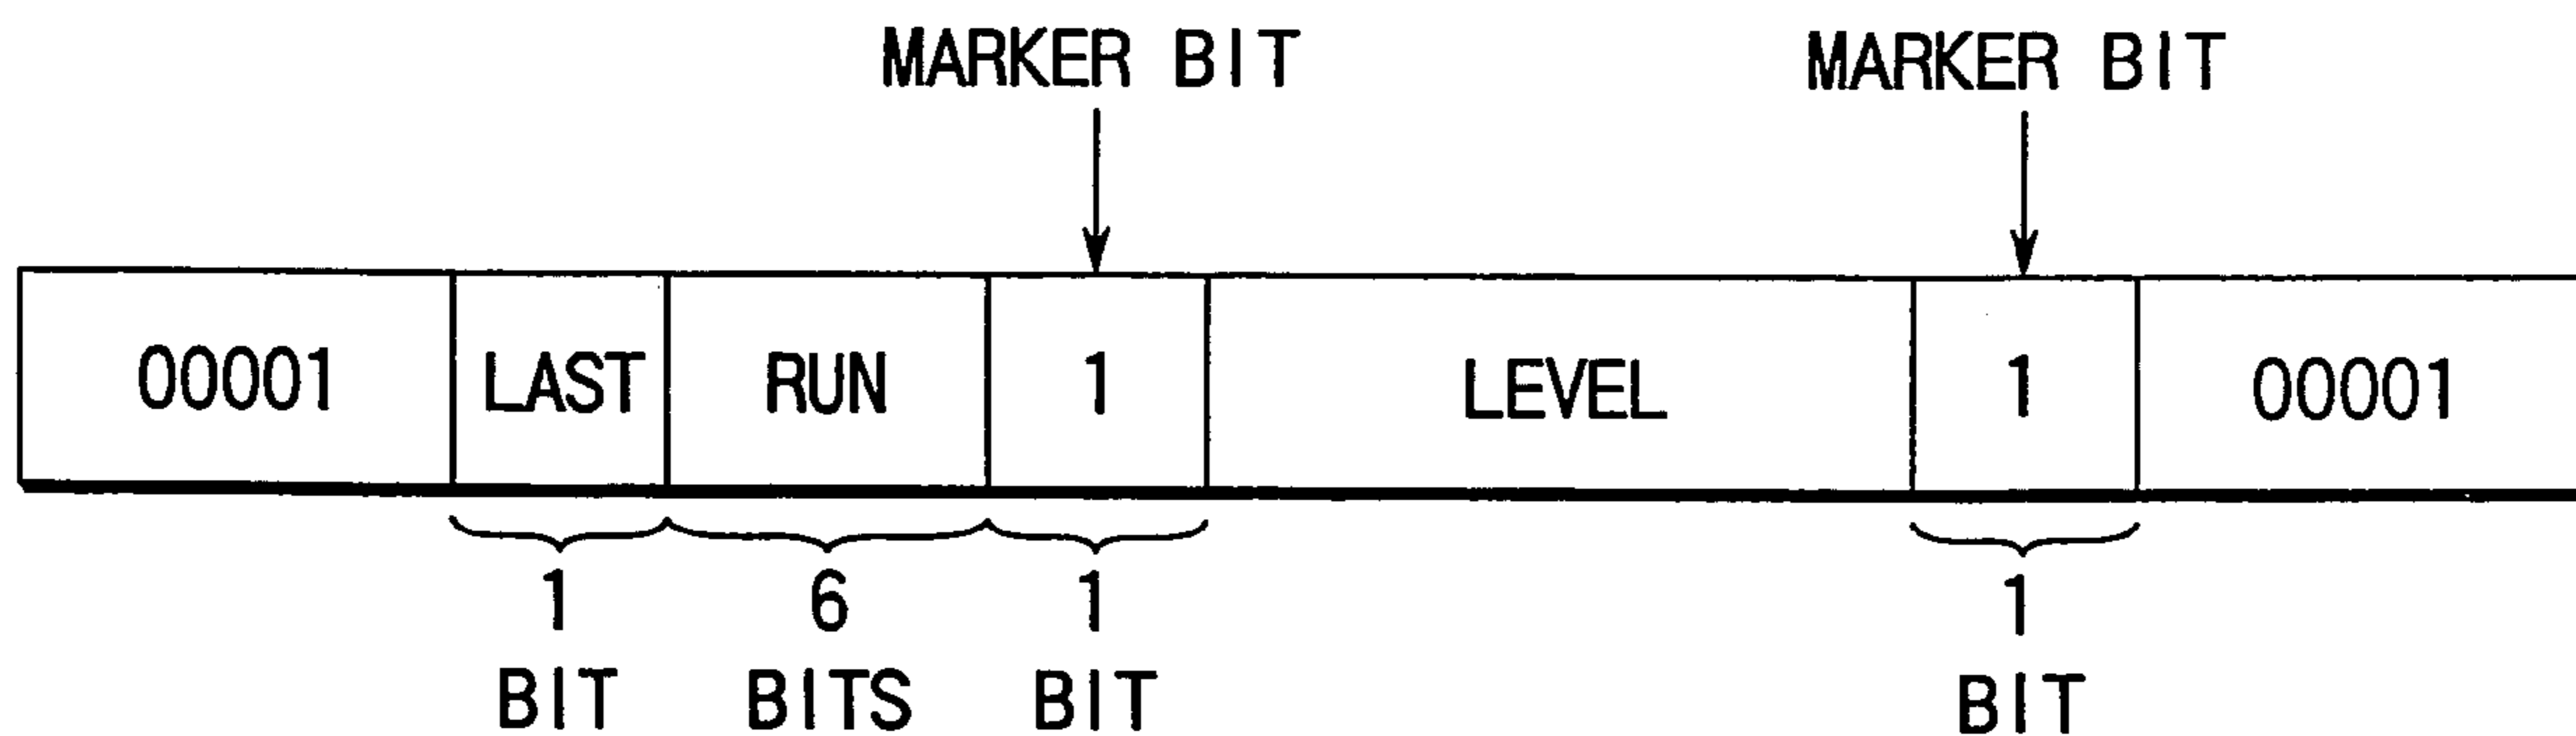 MARKER BIT MARKER BIT
00001 LAST RUN 1 LEVEL 1 00001
1 6 1 1
BIT BITS BIT BIT